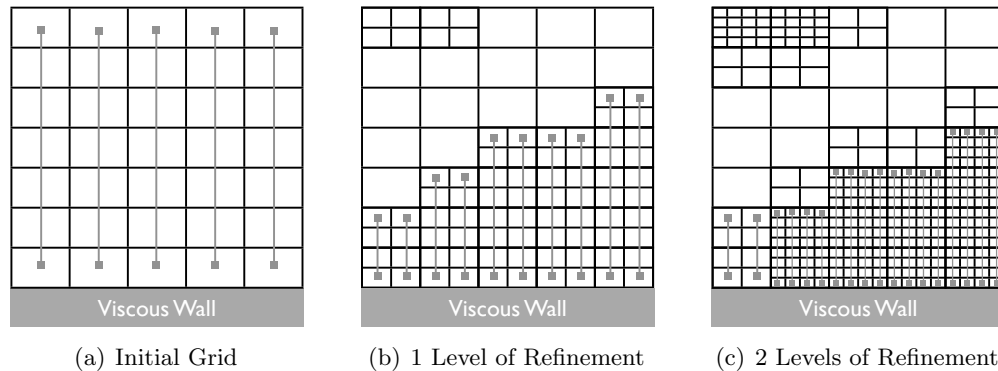 Viscous Wall
Viscous Wall
Viscous Wall
(a) Initial Grid
(b) 1 Level of Refinement
(c) 2 Levels of Refinement